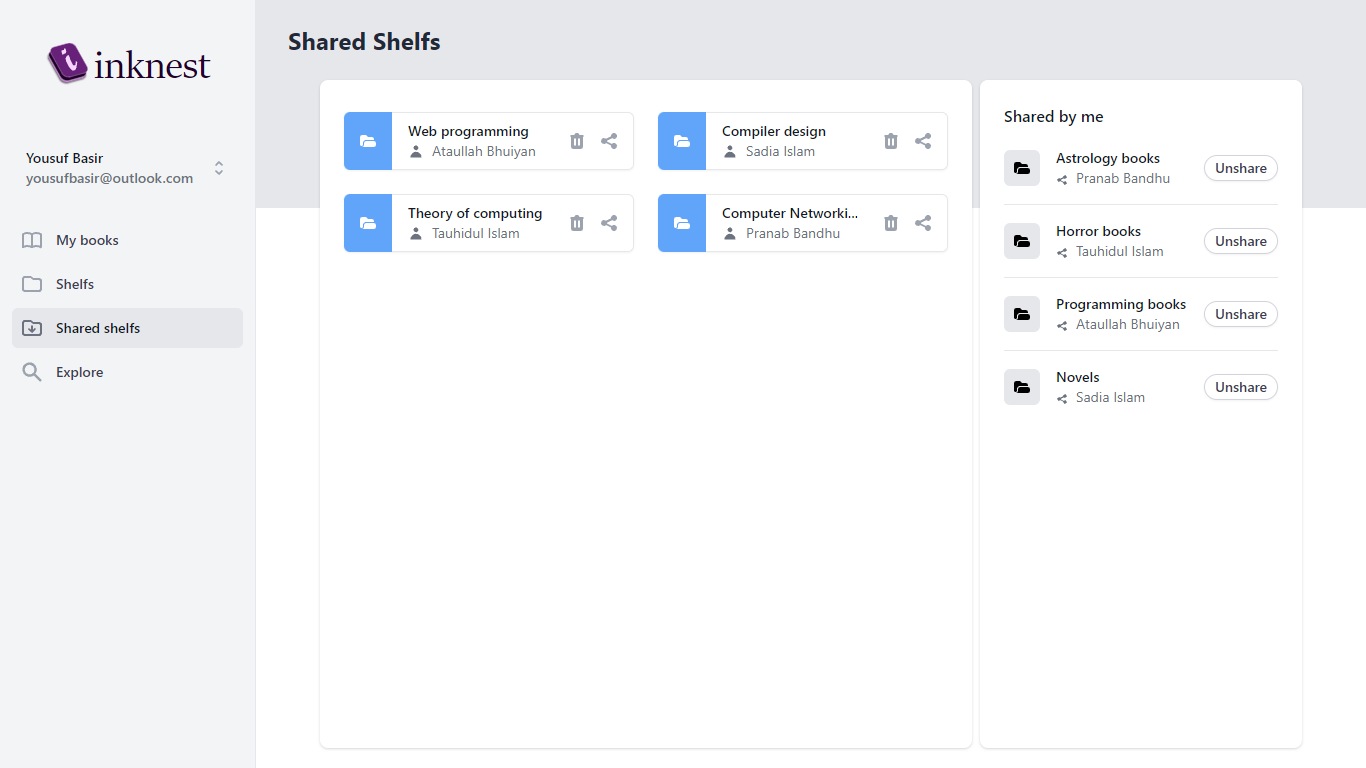 inknest
Yousuf Basir
yousufbasir@outlook.com
My books
Shelfs
Shared shelfs
Explore
Shared Shelfs
Web programming
Ataullah Bhuiyan
Compiler design
Sadia Islam
Theory of computing
Tauhidul Islam
Computer Networki...
Pranab Bandhu
Shared by me
Astrology books
Pranab Bandhu
Unshare
Horror books
Tauhidul Islam
Unshare
Programming books
Ataullah Bhuiyan
Unshare
Novels
Sadia Islam
Unshare